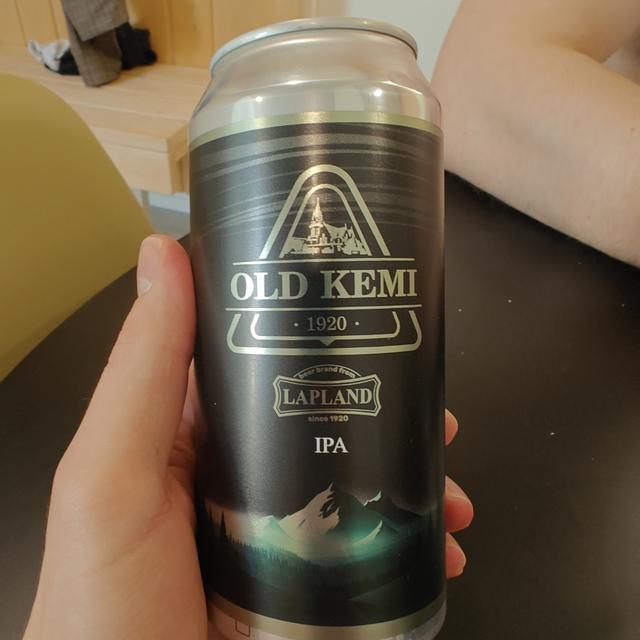 OLD KEMI
· 1920 ·
beer brand from
LAPLAND
since 1920
IPA